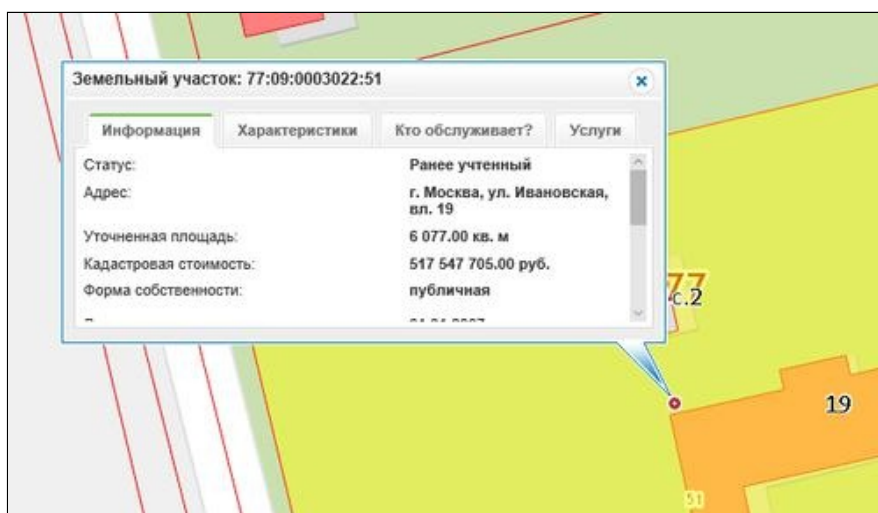 Земельный участок: 77:09:0003022:51
Информация Характеристики Кто обслуживает? Услуги
Статус: Ранее учтенный
Адрес: г. Москва, ул. Ивановская,
вл. 19
Уточненная площадь: 6 077.00 кв. м
Кадастровая стоимость: 517 547 705.00 руб.
Форма собственности: публичная
77
с.2
19
51